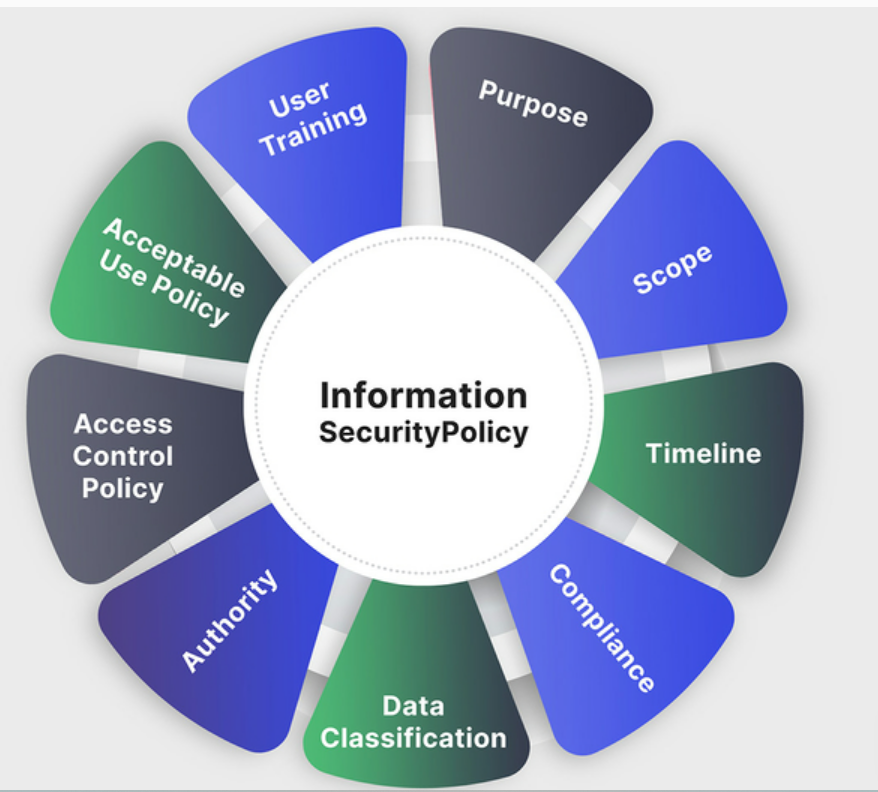 Information
SecurityPolicy
Purpose
Scope
Timeline
Compliance
Data
Classification
Authority
Access
Control
Policy
Acceptable
Use Policy
User
Training